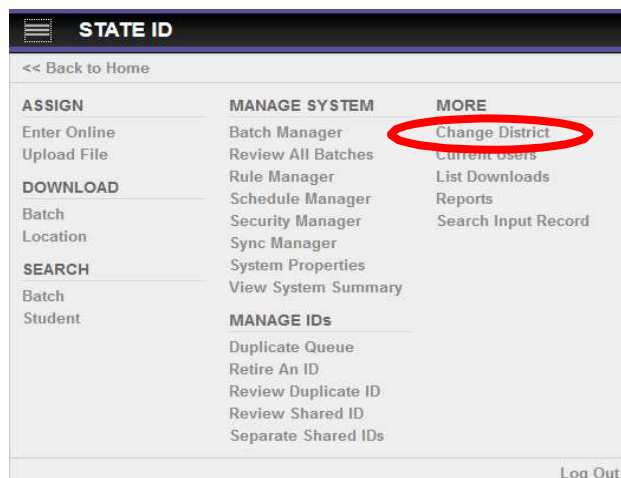 STATE ID
<< Back to Home
ASSIGN
Enter Online
Upload File
DOWNLOAD
Batch
Location
SEARCH
Batch
Student
MANAGE SYSTEM
Batch Manager
Review All Batches
Rule Manager
Schedule Manager
Security Manager
Sync Manager
System Properties
View System Summary
MANAGE IDs
Duplicate Queue
Retire An ID
Review Duplicate ID
Review Shared ID
Separate Shared IDs
MORE
Change District
Current Users
List Downloads
Reports
Search Input Record
Log Out